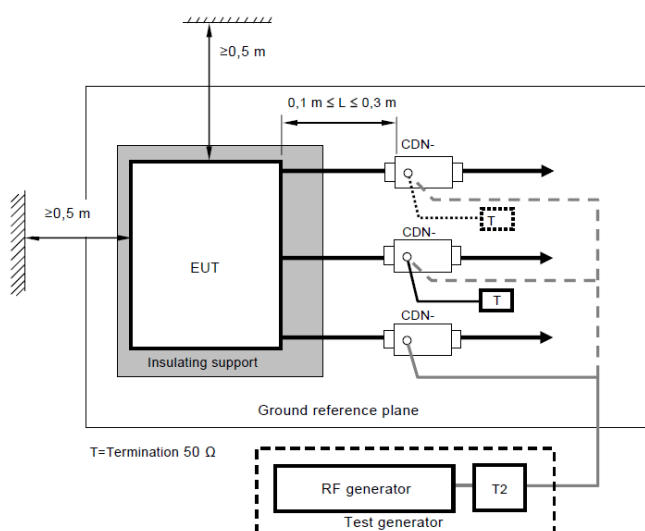 ≥0,5 m
0,1 m ≤ L ≤ 0,3 m
CDN-
T
≥0,5 m
EUT
CDN-
T
CDN-
Insulating support
Ground reference plane
T=Termination 50 Ω
RF generator
T2
Test generator